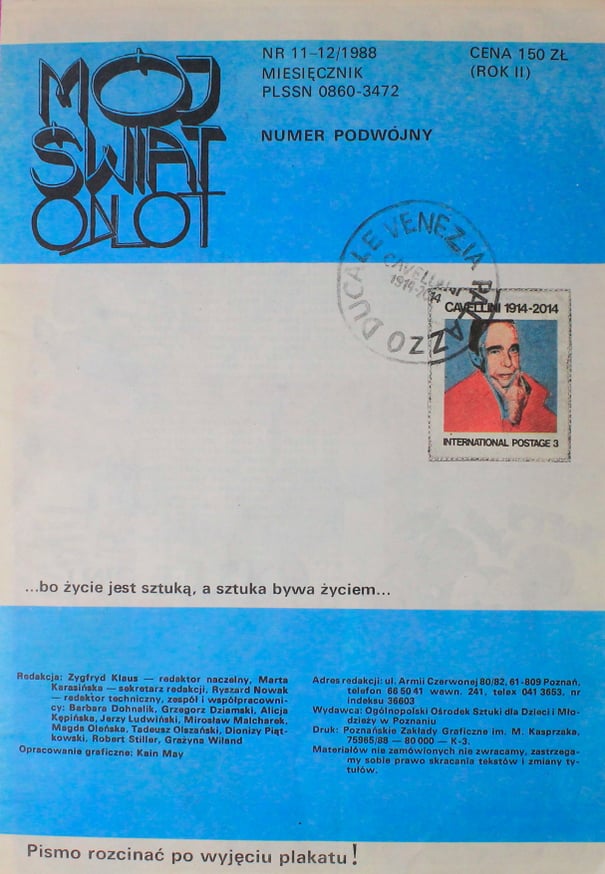 MÓJ
ŚWIAT
ODLOT
NR 11-12/1988
MIESIĘCZNIK
PLSSN 0860-3472
NUMER PODWÓJNY
CENA 150 ZŁ
(ROK II)
PALAZZO DUCALE VENEZIA
CAVELLINI
1914-2014
CAVELLINI 1914-2014
INTERNATIONAL POSTAGE 3
...bo życie jest sztuką, a sztuka bywa życiem...
Redakcja: Zygfryd Klaus — redaktor naczelny, Marta
Karasińska — sekretarz redakcji, Ryszard Nowak
— redaktor techniczny, zespół i współpracowni-
cy: Barbara Dohnalik, Grzegorz Dziamski, Alicja
Kępińska, Jerzy Ludwiński, Mirosław Malcharek,
Magda Oleńska, Tadeusz Olszański, Dionizy Piąt-
kowski, Robert Stiller, Grażyna Wiland
Opracowanie graficzne: Kain May
Adres redakcji: ul. Armii Czerwonej 80/82, 61-809 Poznań,
telefon 66 50 41 wewn. 241, telex 041 3653, nr
indeksu 36603
Wydawca: Ogólnopolski Ośrodek Sztuki dla Dzieci i Mło-
dzieży w Poznaniu
Druk: Poznańskie Zakłady Graficzne im. M. Kasprzaka,
75965/88 — 80 000 — K-3.
Materiałów nie zamówionych nie zwracamy, zastrzega-
my sobie prawo skracania tekstów i zmiany ty-
tułów.
Pismo rozcinać po wyjęciu plakatu!